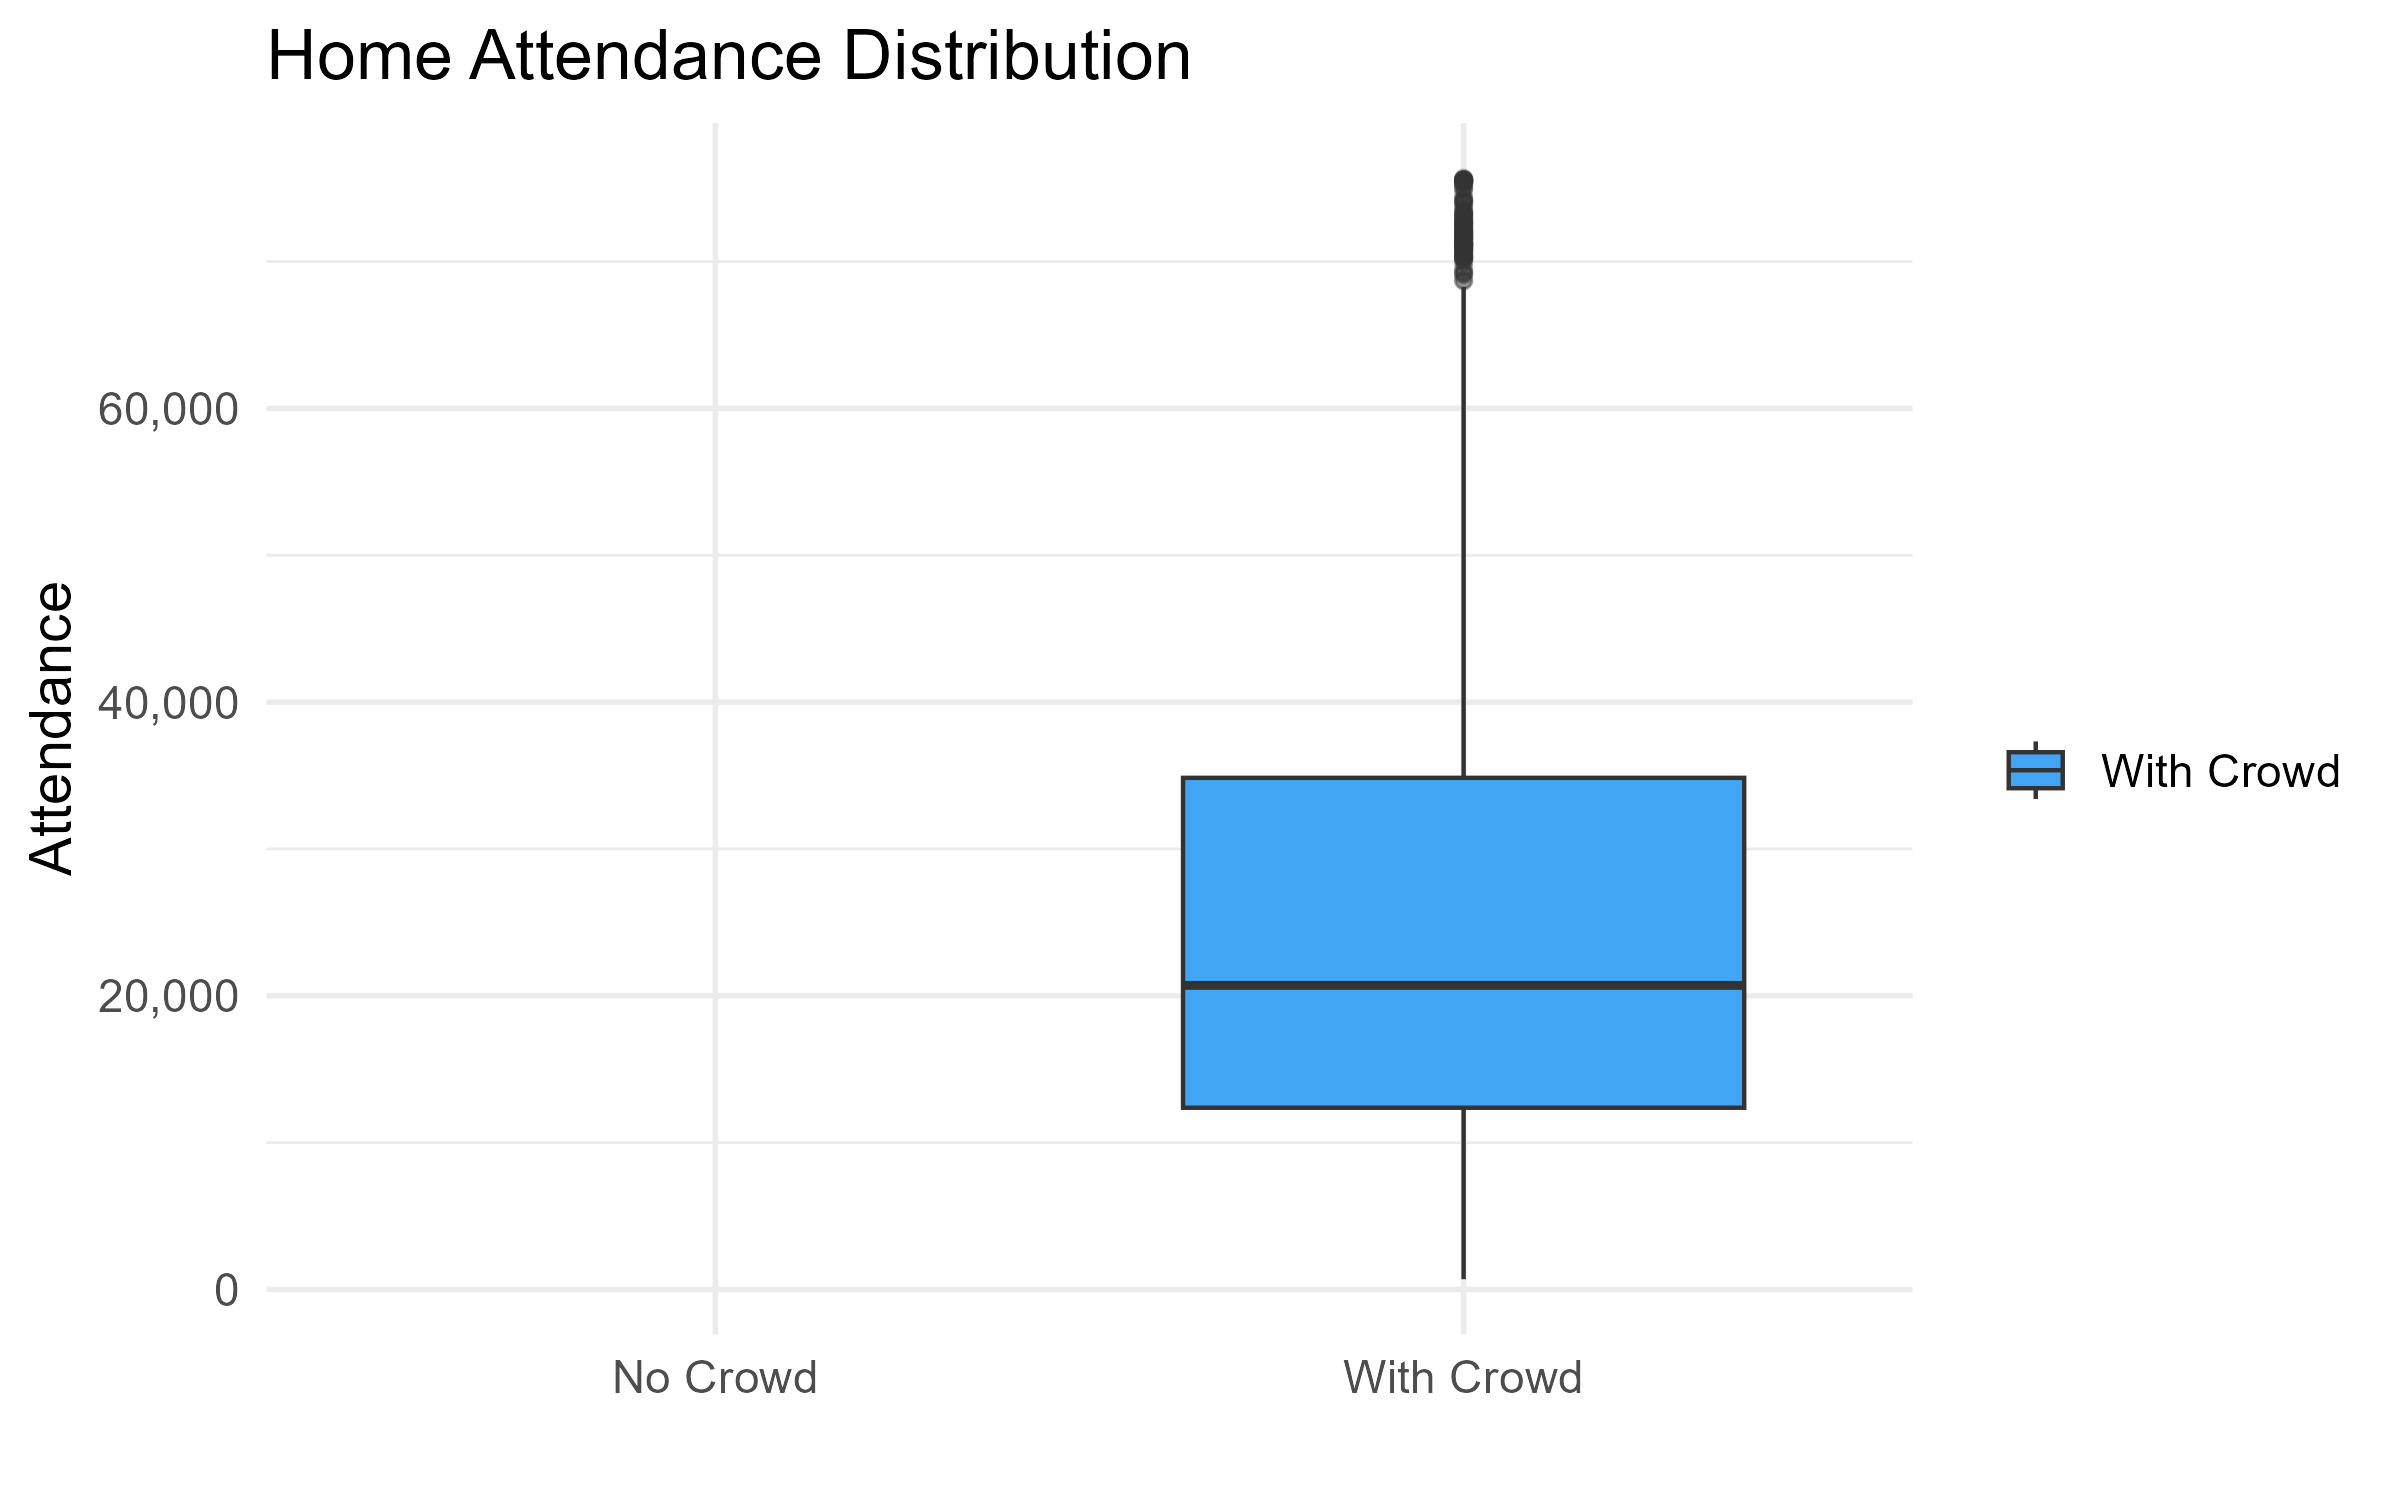 Home Attendance Distribution
Attendance
60,000
40,000
20,000
0
No Crowd
With Crowd
With Crowd